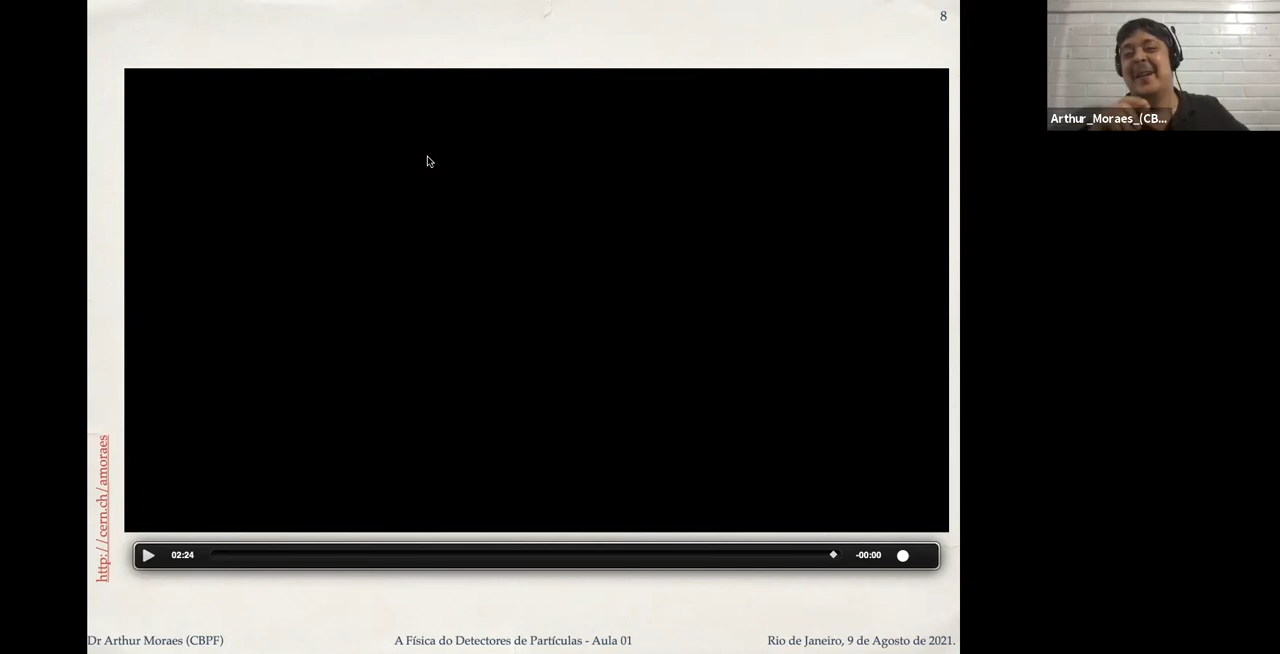 8
Arthur_Moraes_(CB...
http://cern.ch/amoraes
02:24
-00:00
Dr Arthur Moraes (CBPF)
A Física do Detectores de Partículas - Aula 01
Rio de Janeiro, 9 de Agosto de 2021.